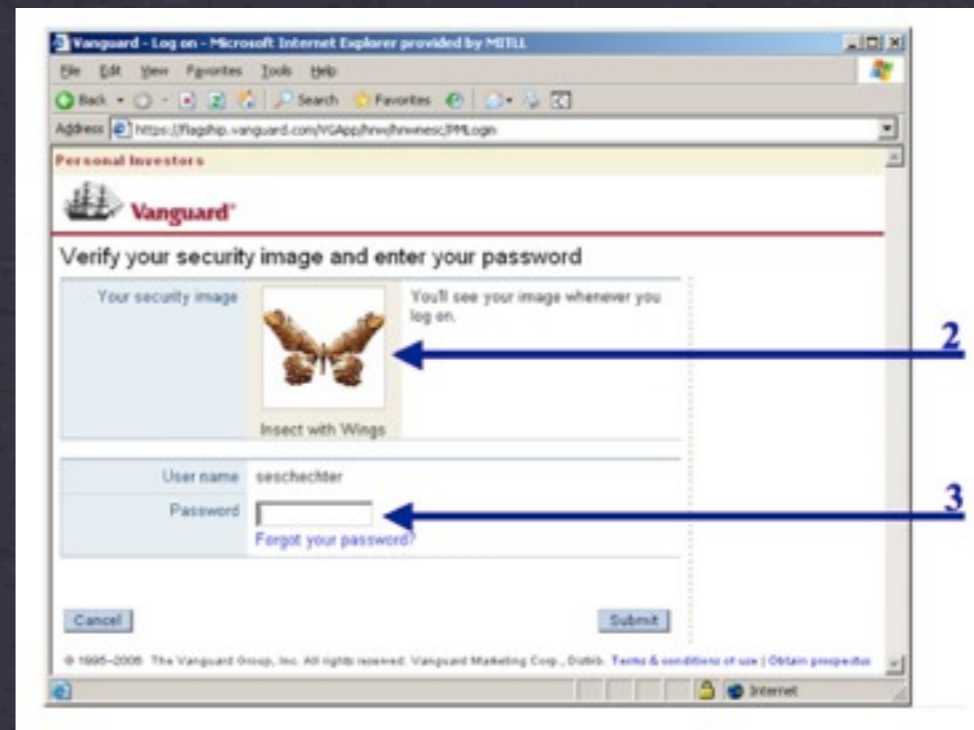 Vanguard - Log on - Microsoft Internet Explorer provided by MITLL
File Edit View Favorites Tools Help
Back Search Favorites
Address https://flagship.vanguard.com/VGApp/hnw/hnwnesc/PMLogin
Personal Investors
Vanguard
Verify your security image and enter your password
Your security image
You'll see your image whenever you
log on.
2
Insect with Wings
User name seschechter
Password
3
Forgot your password?
Cancel Submit
© 1995–2006 The Vanguard Group, Inc. All rights reserved. Vanguard Marketing Corp., Distrib. Terms & conditions of use | Obtain prospectus
Internet